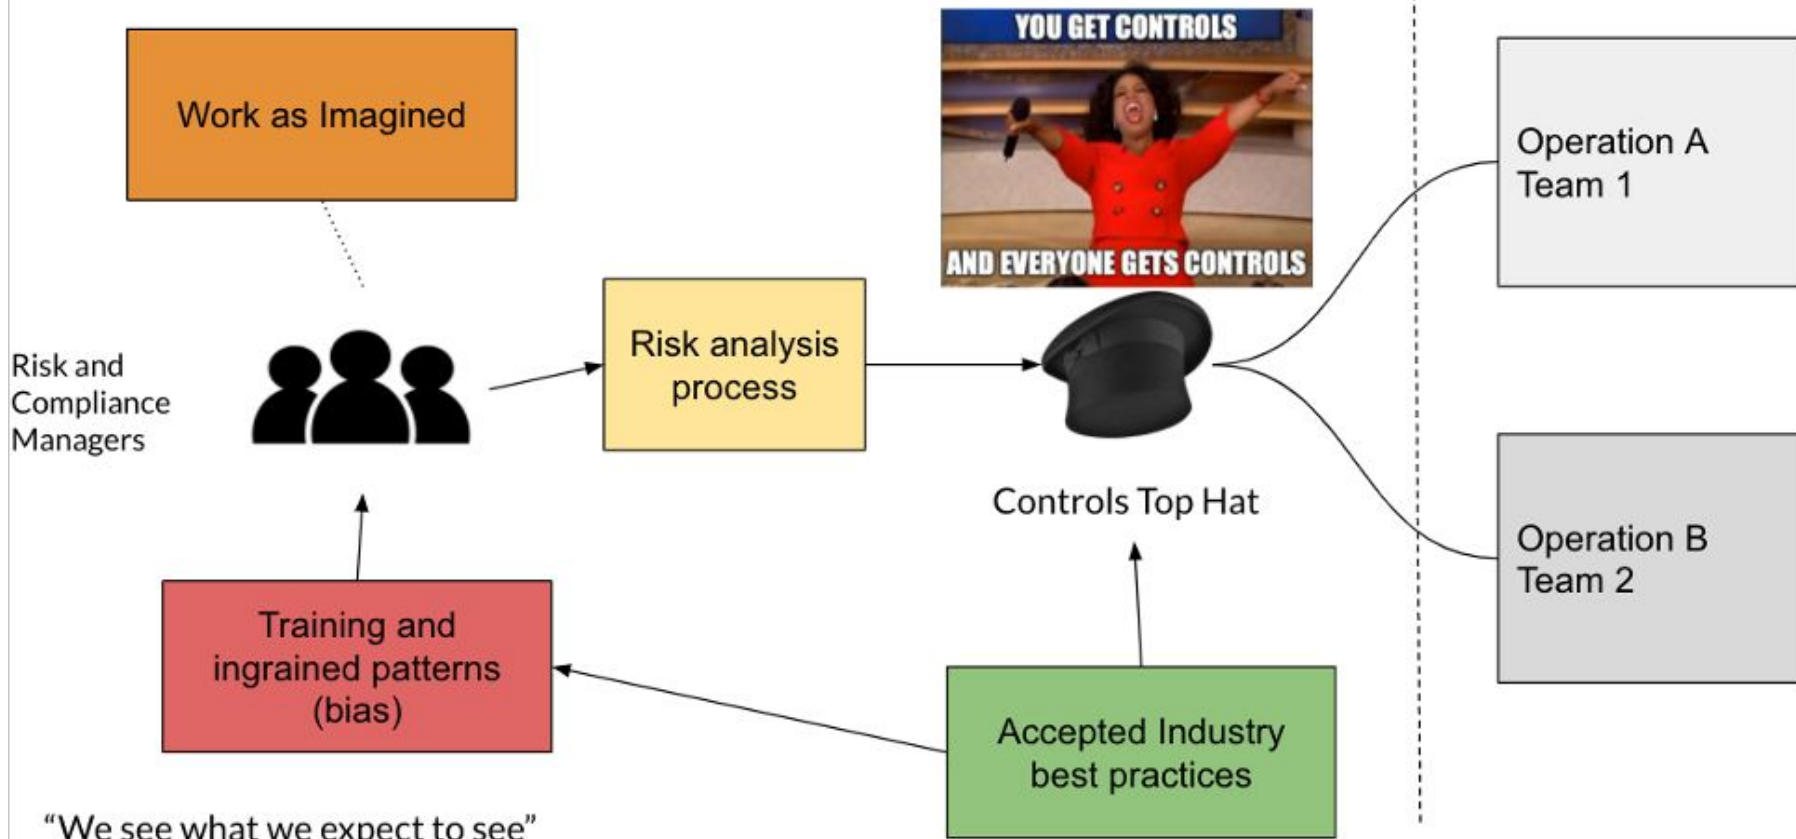 Work as Imagined
YOU GET CONTROLS
AND EVERYONE GETS CONTROLS
Operation A
Team 1
Risk and
Compliance
Managers
Risk analysis
process
Controls Top Hat
Operation B
Team 2
Training and
ingrained patterns
(bias)
Accepted Industry
best practices
“We see what we expect to see”